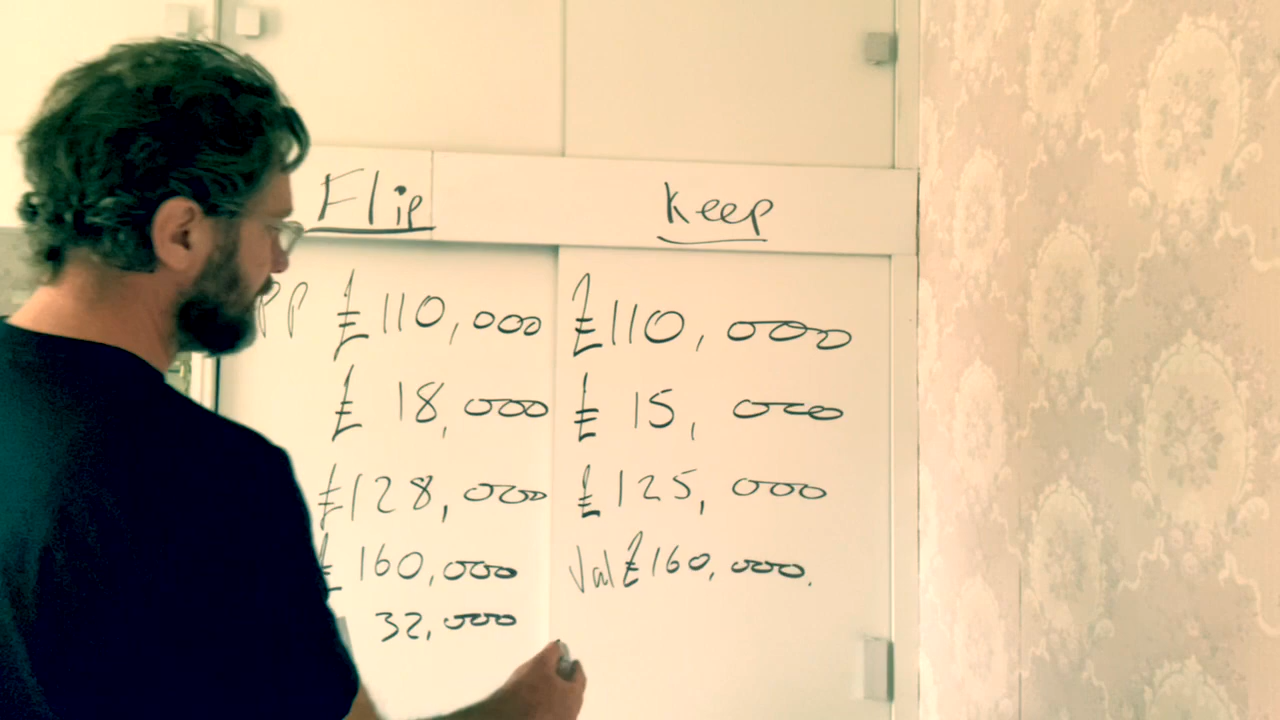 Flip Keep
PP £110,000 £110,000
£ 18,000 £ 15,000
£128,000 £125,000
£160,000 Val £160,000.
32,000